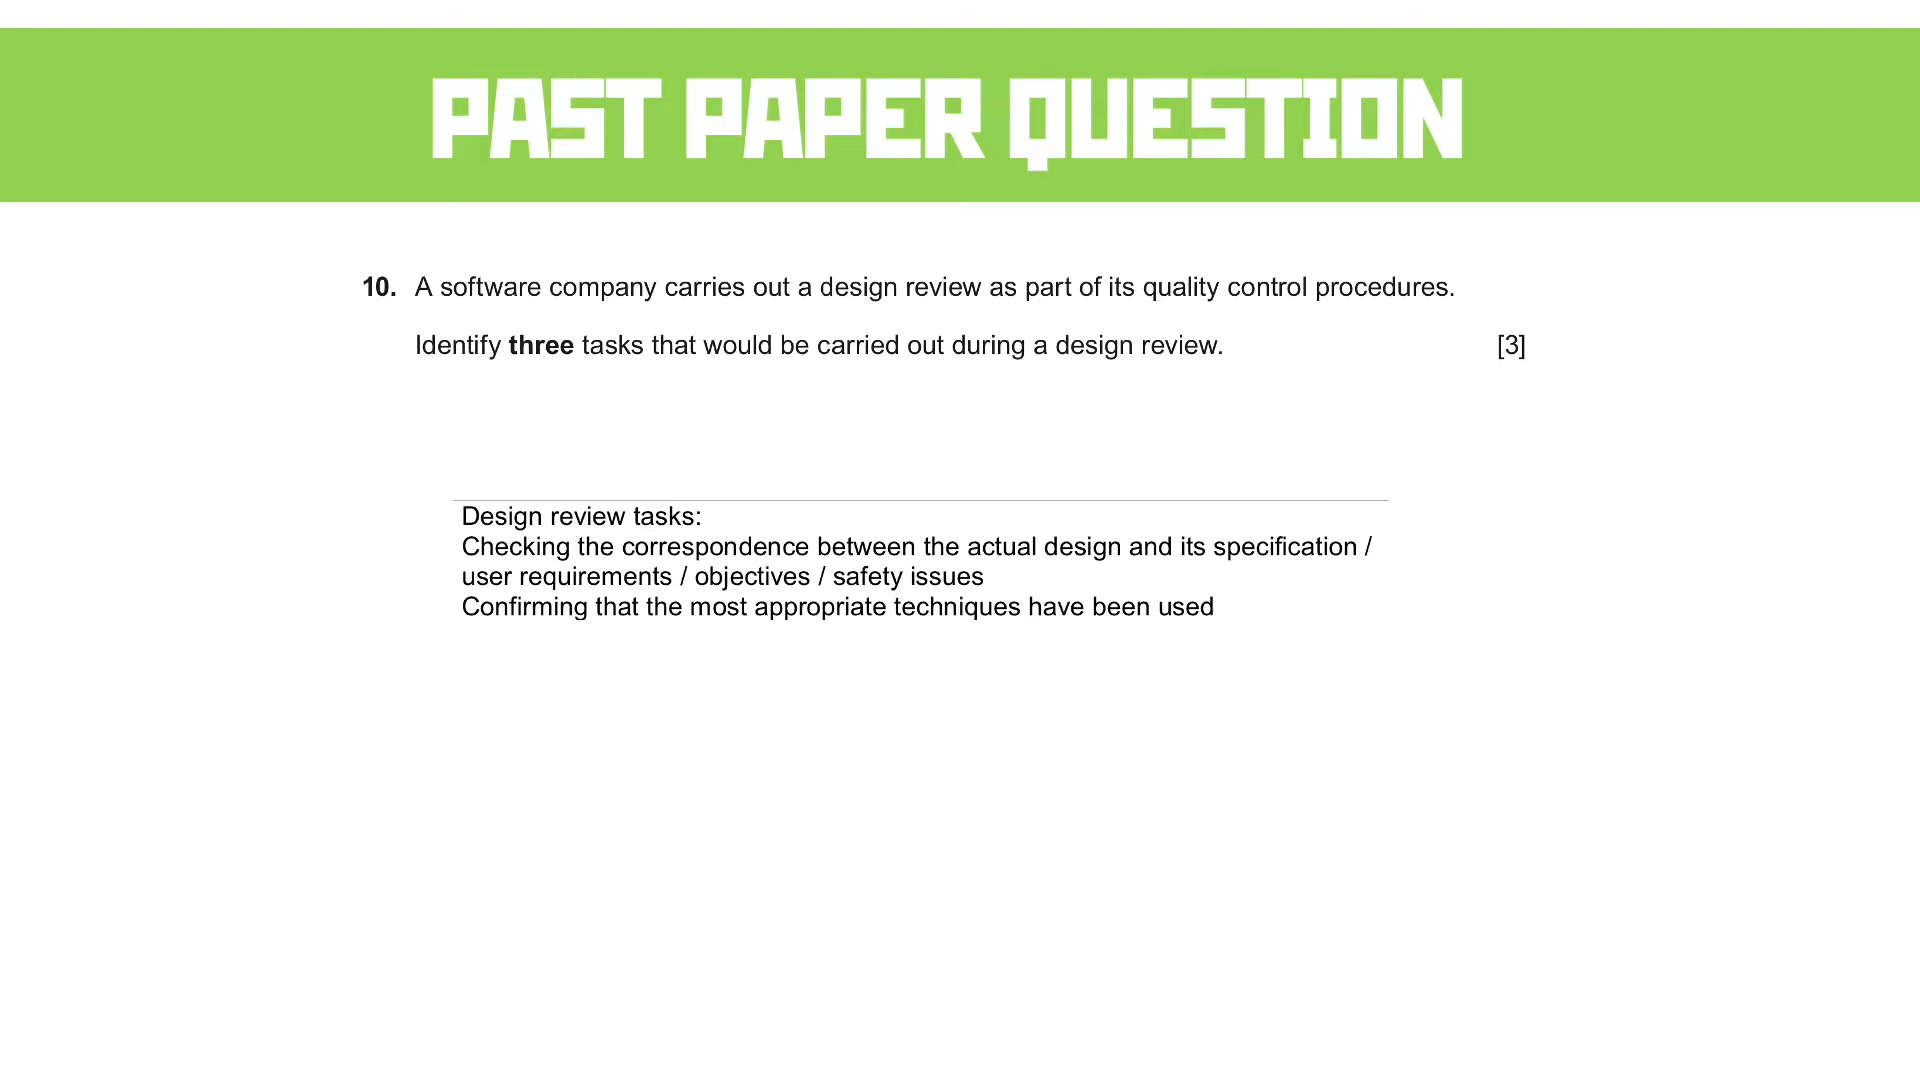 PAST PAPER QUESTION
10. A software company carries out a design review as part of its quality control procedures.
Identify three tasks that would be carried out during a design review. [3]
Design review tasks:
Checking the correspondence between the actual design and its specification /
user requirements / objectives / safety issues
Confirming that the most appropriate techniques have been used